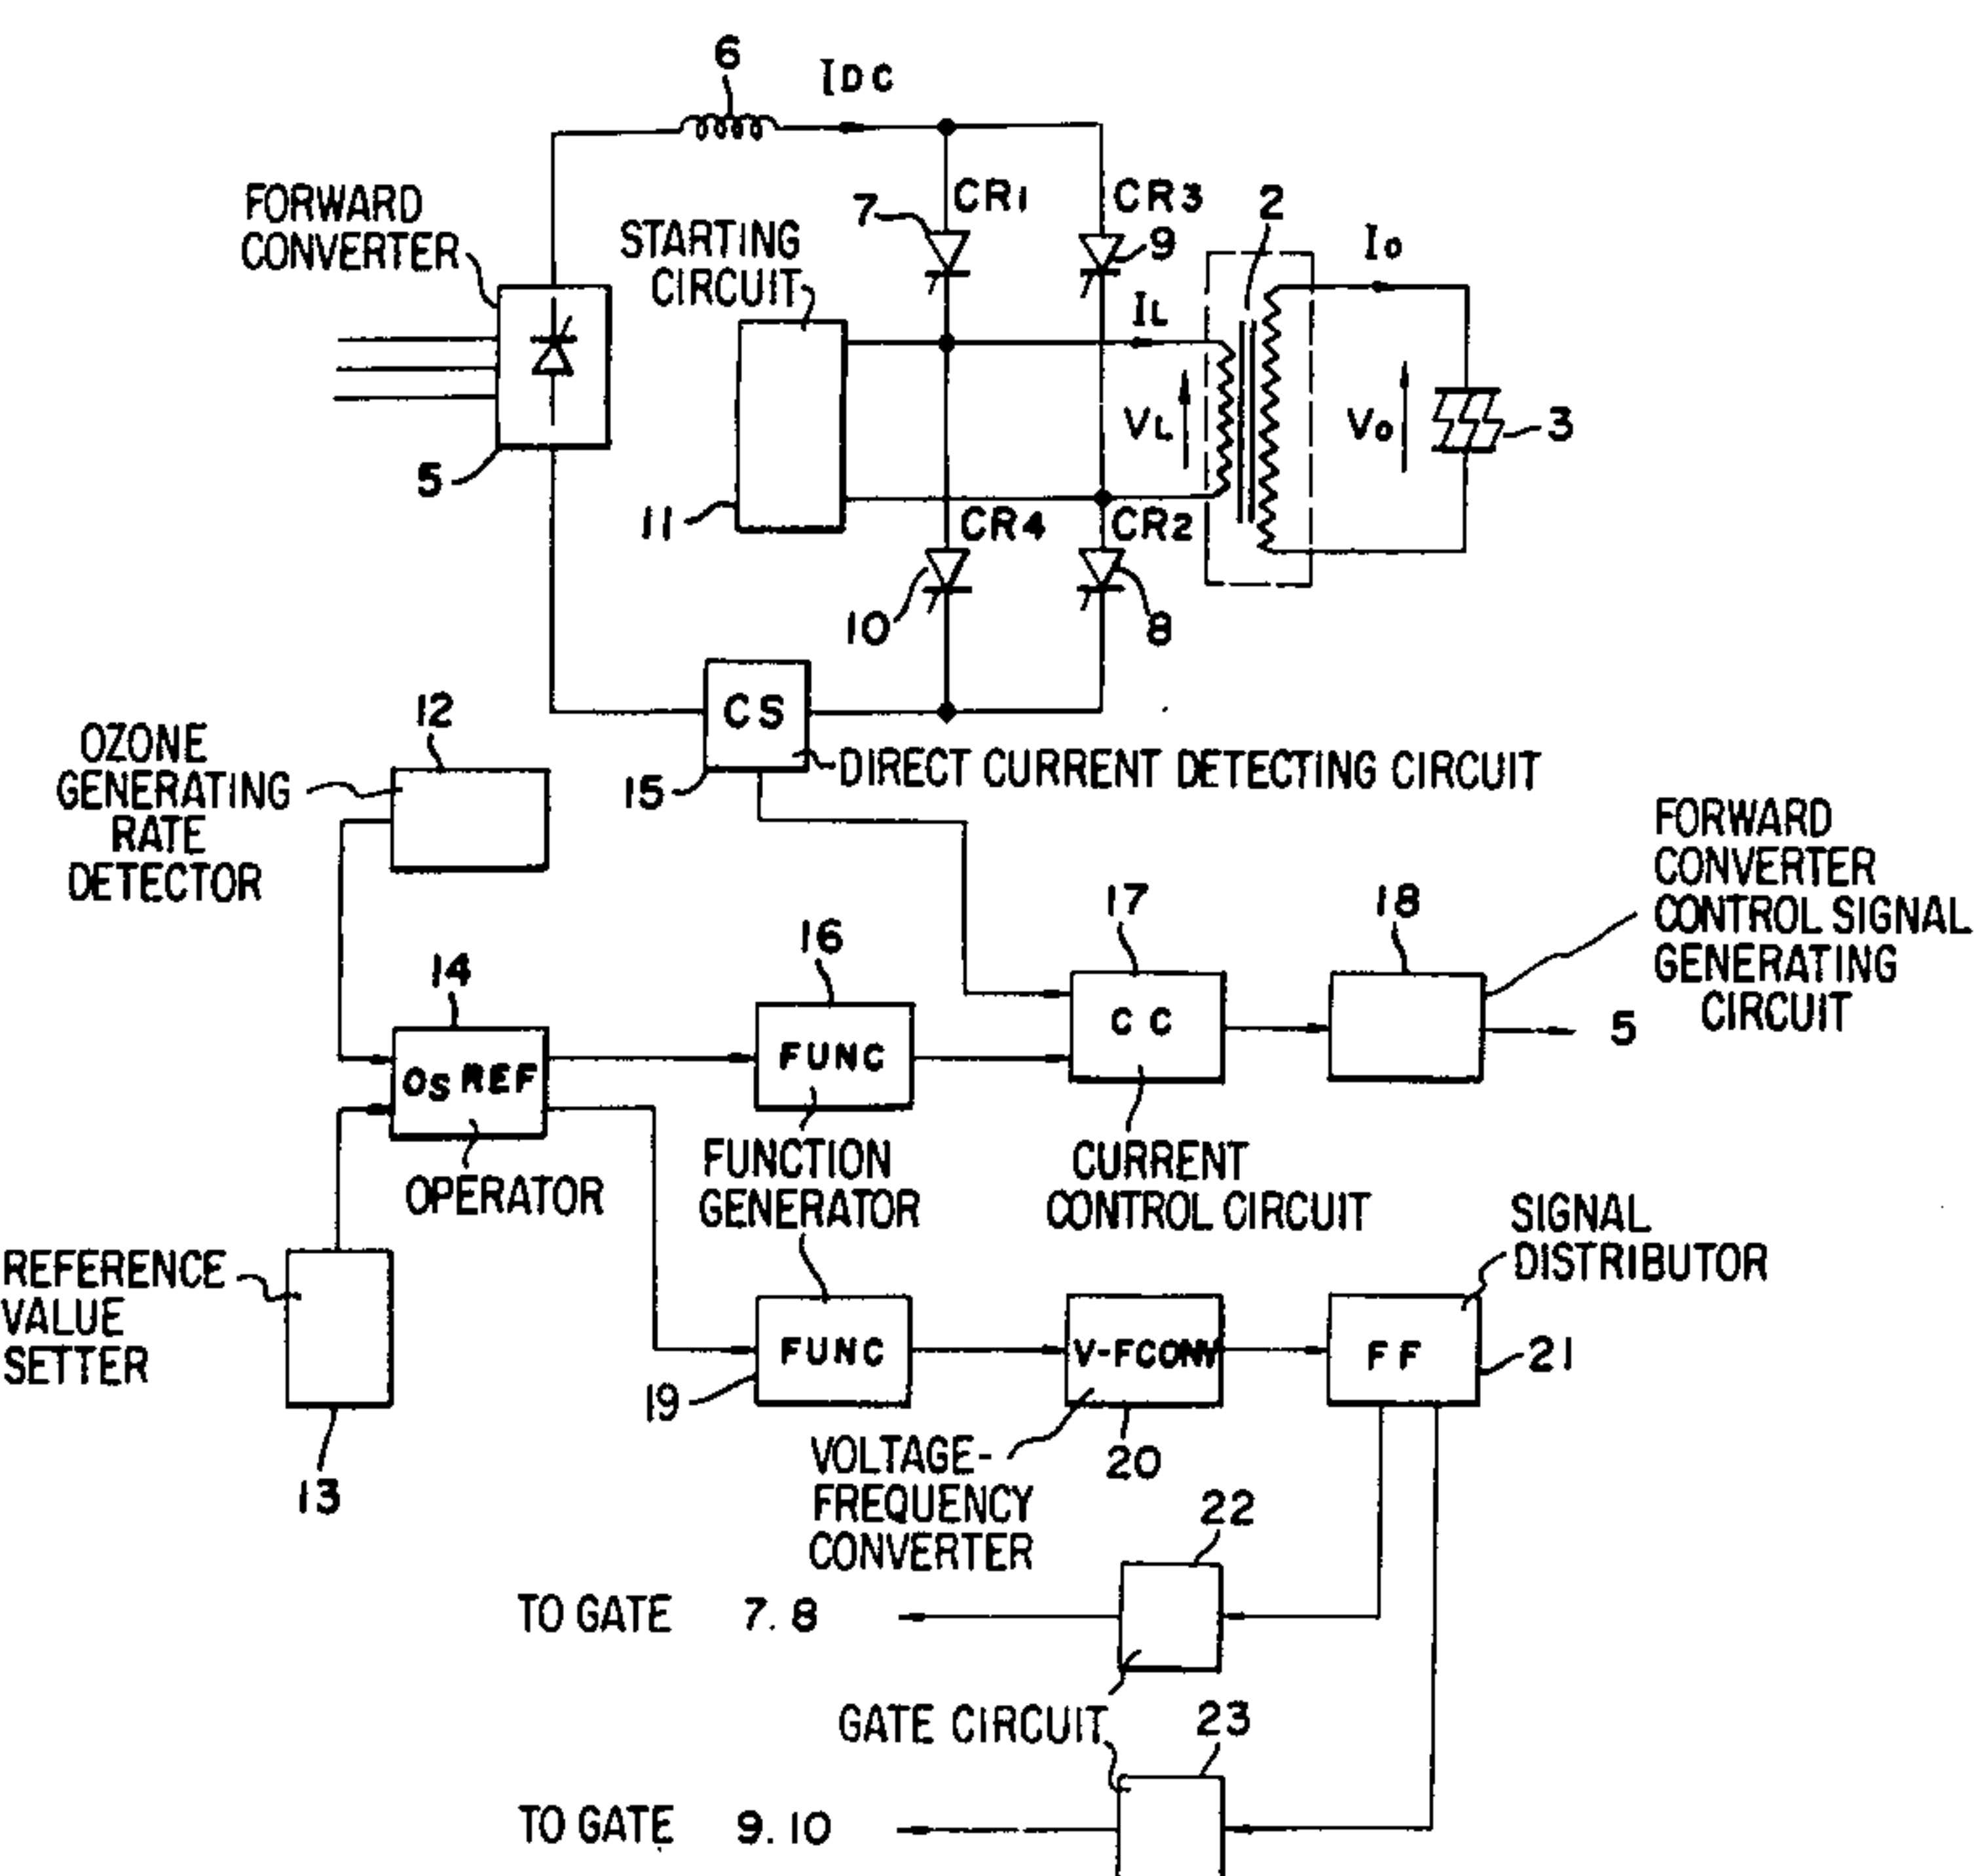 6
IDC
FORWARD
CONVERTER
STARTING
CIRCUIT
7
CR1
CR3
9
2
IO
IL
VL
VO
3
5
11
CR4
CR2
10
8
CS
15
DIRECT CURRENT DETECTING CIRCUIT
OZONE
GENERATING
RATE
DETECTOR
12
FORWARD
CONVERTER
CONTROL SIGNAL
GENERATING
CIRCUIT
14
16
17
18
OS REF
FUNC
CC
5
OPERATOR
FUNCTION
GENERATOR
CURRENT
CONTROL CIRCUIT
SIGNAL
DISTRIBUTOR
REFERENCE
VALUE
SETTER
13
FUNC
19
V-FCONV
20
FF
21
VOLTAGE-
FREQUENCY
CONVERTER
22
TO GATE 7.8
GATE CIRCUIT
23
TO GATE 9.10